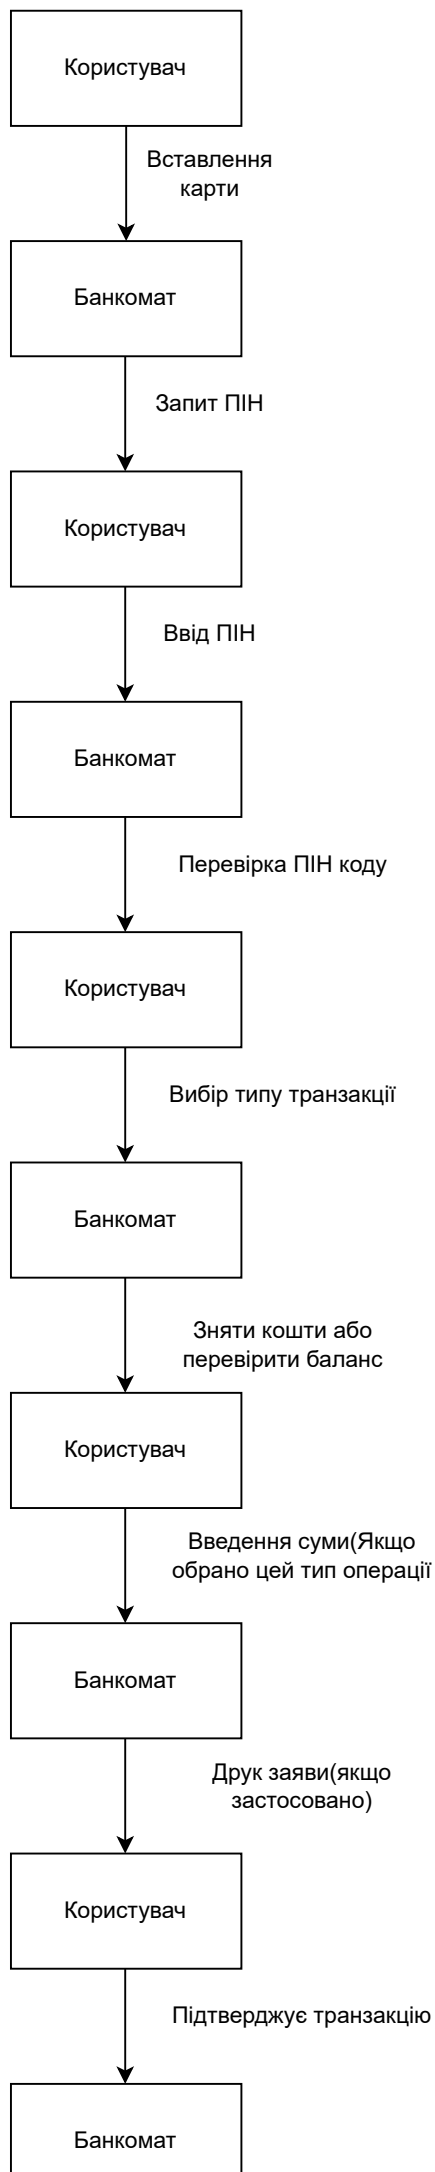 Користувач
Вставлення
карти
Банкомат
Запит ПІН
Користувач
Ввід ПІН
Банкомат
Перевірка ПІН коду
Користувач
Вибір типу транзакції
Банкомат
Зняти кошти або
перевірити баланс
Користувач
Введення суми(Якщо
обрано цей тип операції
Банкомат
Друк заяви(якщо
застосовано)
Користувач
Підтверджує транзакцію
Банкомат